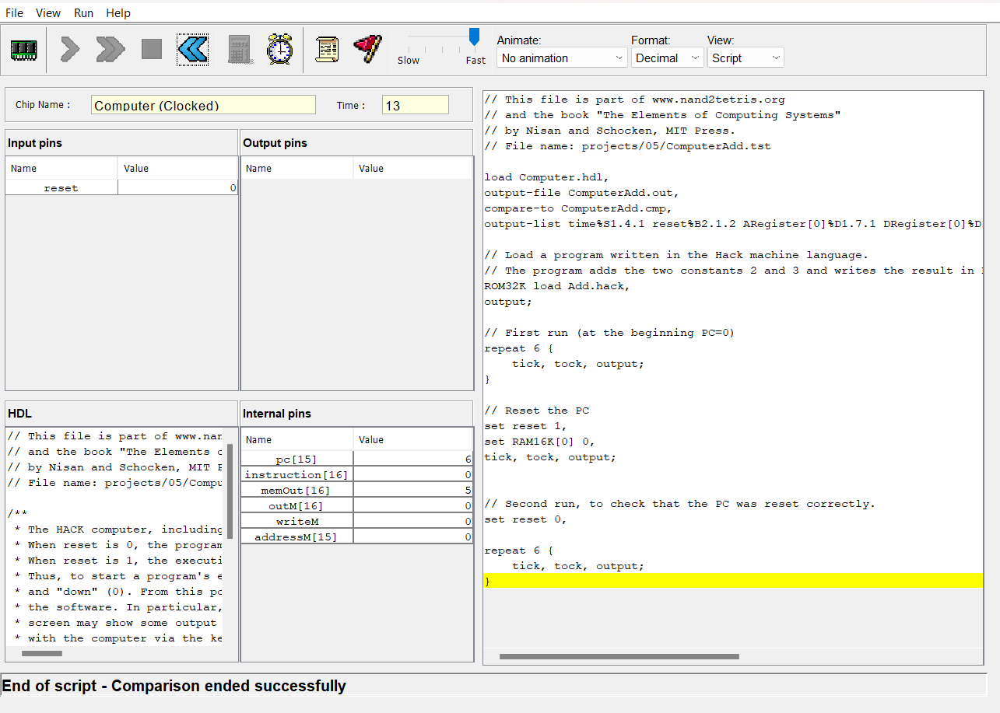 File View Run Help
Slow Fast
Animate: Format: View:
No animation Decimal Script
Chip Name : Computer (Clocked) Time : 13
Input pins
Name Value
reset 0
Output pins
Name Value
HDL
// This file is part of www.nan
// and the book "The Elements
// by Nisan and Schocken, MIT
// File name: projects/05/Compu
/**
* The HACK computer, including
* When reset is 0, the program
* When reset is 1, the executi
* Thus, to start a program's e
* and "down" (0). From this po
* the software. In particular,
* screen may show some output
* with the computer via the ke
Internal pins
Name Value
pc[15] 6
instruction[16] 0
memOut[16] 5
outM[16] 0
writeM 0
addressM[15] 0
// This file is part of www.nand2tetris.org
// and the book "The Elements of Computing Systems"
// by Nisan and Schocken, MIT Press.
// File name: projects/05/ComputerAdd.tst
load Computer.hdl,
output-file ComputerAdd.out,
compare-to ComputerAdd.cmp,
output-list time%S1.4.1 reset%B2.1.2 ARegister[0]%D1.7.1 DRegister[0]%D
// Load a program written in the Hack machine language.
// The program adds the two constants 2 and 3 and writes the result in
ROM32K load Add.hack,
output;
// First run (at the beginning PC=0)
repeat 6 {
tick, tock, output;
}
// Reset the PC
set reset 1,
set RAM16K[0] 0,
tick, tock, output;
// Second run, to check that the PC was reset correctly.
set reset 0,
repeat 6 {
tick, tock, output;
}
End of script - Comparison ended successfully